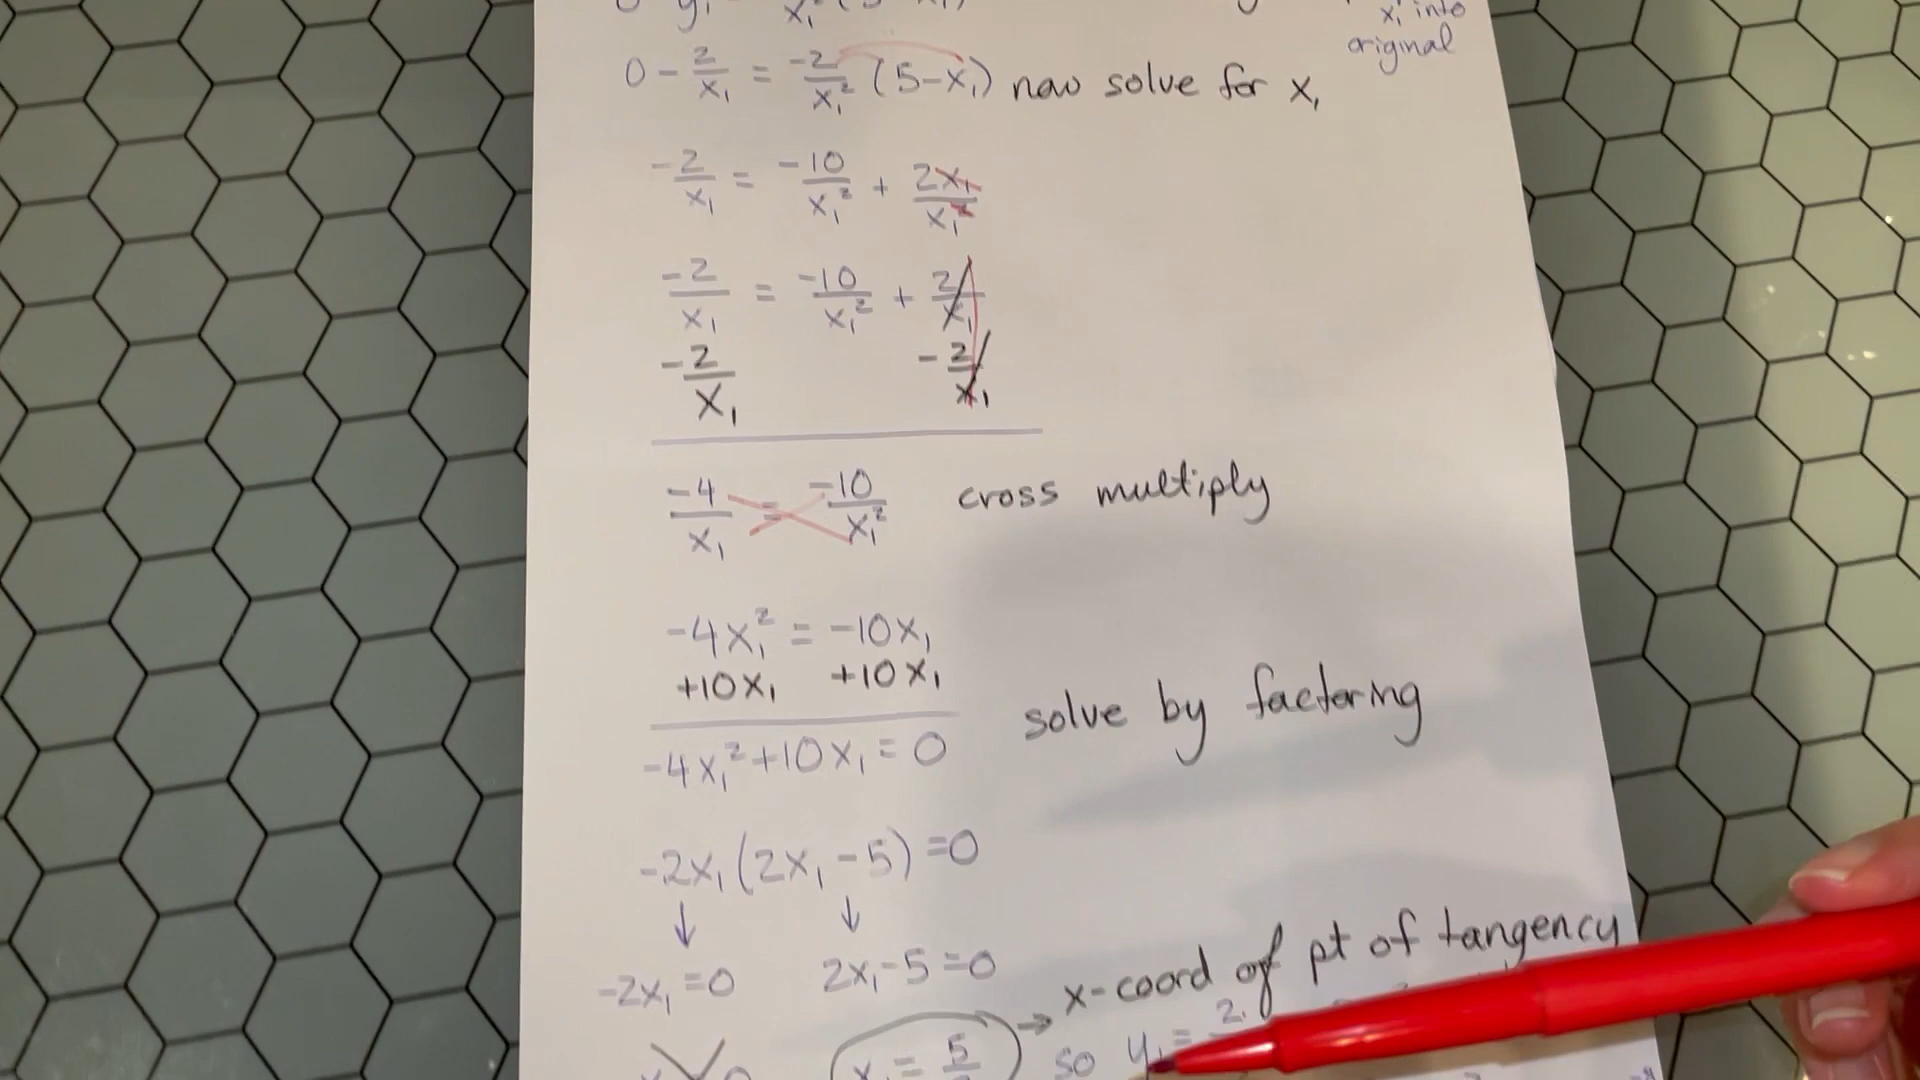 x₁ into
original
0 - 2/x₁ = -2/x₁² (5-x₁) now solve for x₁
-2/x₁ = -10/x₁² + 2x₁/x₁²
-2/x₁ = -10/x₁² + 2/x₁
-2/x₁ -2/x₁
-4/x₁ = -10/x₁² cross multiply
-4x₁² = -10x₁
+10x₁ +10x₁
solve by factoring
-4x₁²+10x₁=0
-2x₁(2x₁-5)=0
↓ ↓
-2x₁=0 2x₁-5=0
→ x-coord of pt of tangency
x₁ = 5 so y₁ = 2